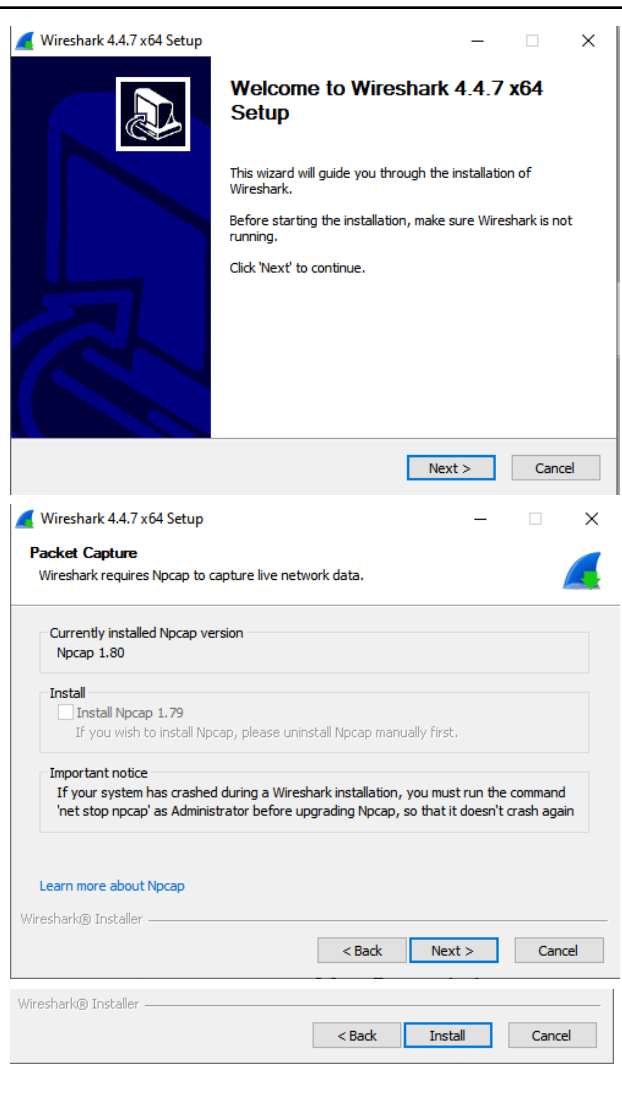 Wireshark 4.4.7 x64 Setup
Welcome to Wireshark 4.4.7 x64
Setup
This wizard will guide you through the installation of
Wireshark.
Before starting the installation, make sure Wireshark is not
running.
Click 'Next' to continue.
Next >
Cancel
Wireshark 4.4.7 x64 Setup
Packet Capture
Wireshark requires Npcap to capture live network data.
Currently installed Npcap version
Npcap 1.80
Install
Install Npcap 1.79
If you wish to install Npcap, please uninstall Npcap manually first.
Important notice
If your system has crashed during a Wireshark installation, you must run the command
'net stop npcap' as Administrator before upgrading Npcap, so that it doesn't crash again
Learn more about Npcap
Wireshark® Installer
< Back
Next >
Cancel
Wireshark® Installer
< Back
Install
Cancel